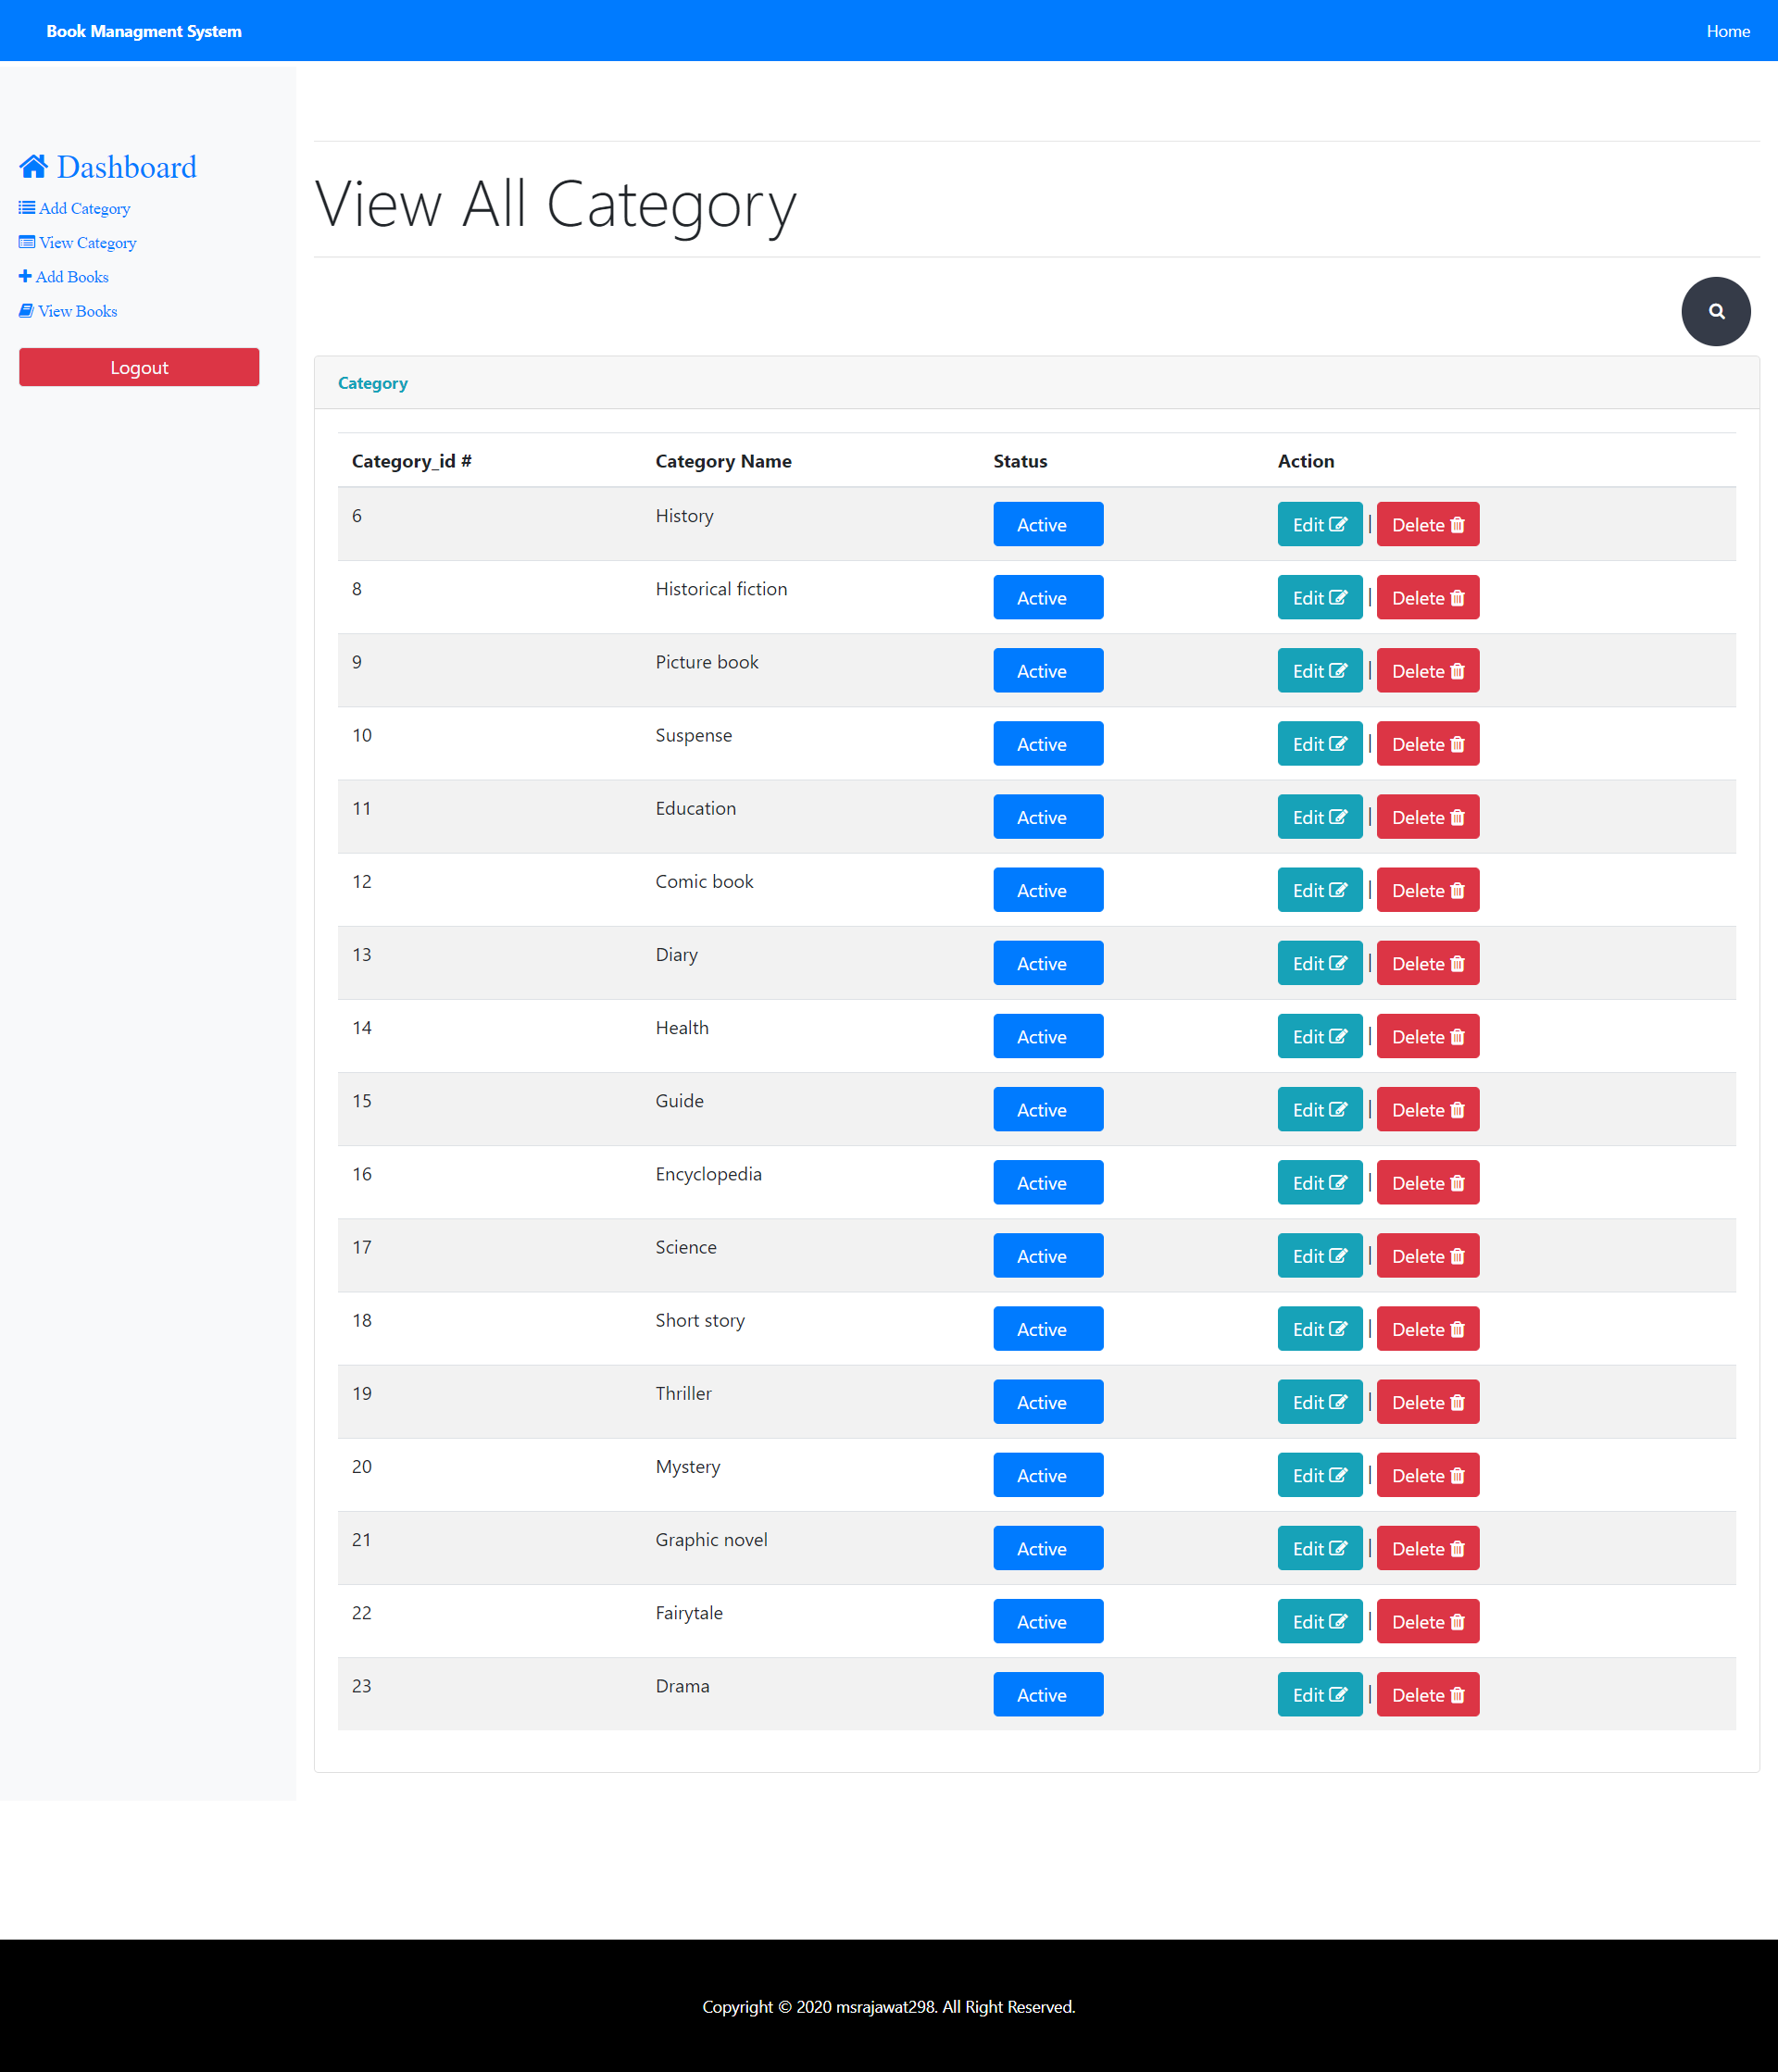 Book Managment System Home
Dashboard
Add Category
View Category
Add Books
View Books
Logout
View All Category
Category
Category_id # Category Name Status Action
6 History Active Edit | Delete
8 Historical fiction Active Edit | Delete
9 Picture book Active Edit | Delete
10 Suspense Active Edit | Delete
11 Education Active Edit | Delete
12 Comic book Active Edit | Delete
13 Diary Active Edit | Delete
14 Health Active Edit | Delete
15 Guide Active Edit | Delete
16 Encyclopedia Active Edit | Delete
17 Science Active Edit | Delete
18 Short story Active Edit | Delete
19 Thriller Active Edit | Delete
20 Mystery Active Edit | Delete
21 Graphic novel Active Edit | Delete
22 Fairytale Active Edit | Delete
23 Drama Active Edit | Delete
Copyright © 2020 msrajawat298. All Right Reserved.